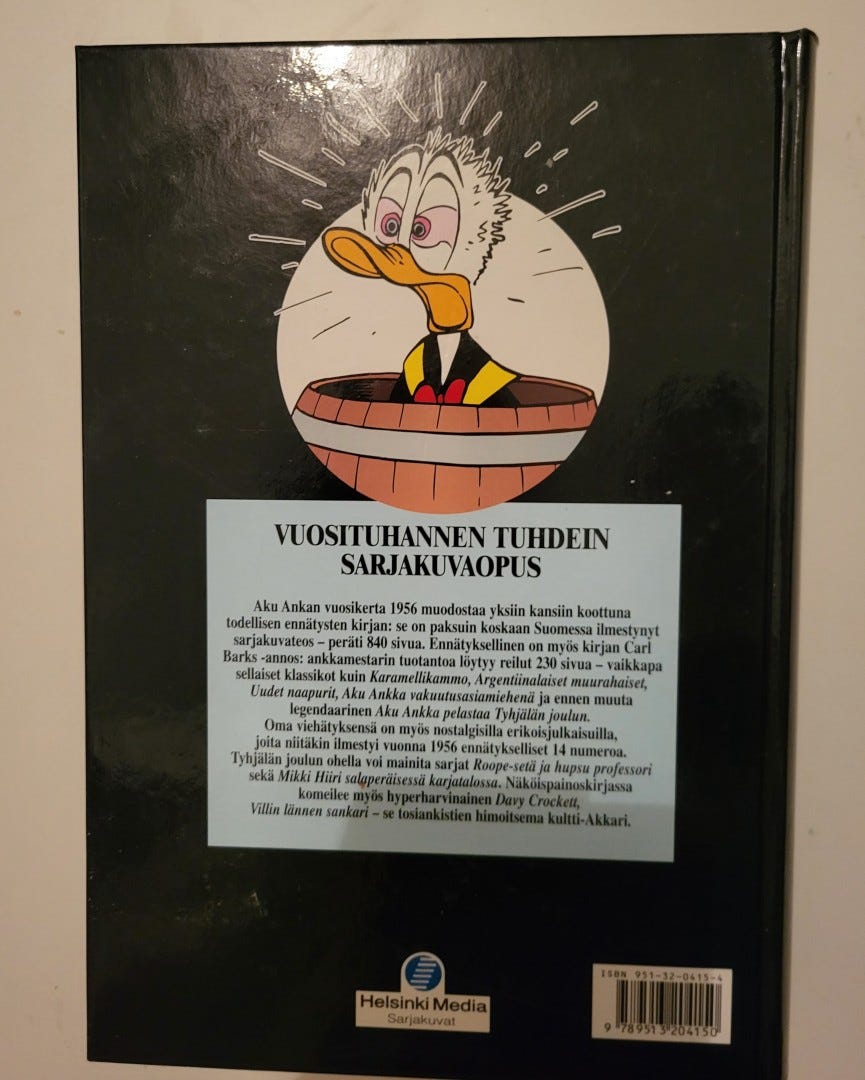 VUOSITUHANNEN TUHDEIN
SARJAKUVAOPUS
Aku Ankan vuosikerta 1956 muodostaa yksiin kansiin koottuna
todellisen ennätysten kirjan: se on paksuin koskaan Suomessa ilmestynyt
sarjakuvateos – peräti 840 sivua. Ennätyksellinen on myös kirjan Carl
Barks -annos: ankkamestarin tuotantoa löytyy reilut 230 sivua – vaikkapa
sellaiset klassikot kuin Karamellikammo, Argentiinalaiset muurahaiset,
Uudet naapurit, Aku Ankka vakuutusasiamiehenä ja ennen muuta
legendaarinen Aku Ankka pelastaa Tyhjälän joulun.
Oma viehätyksensä on myös nostalgisilla erikoisjulkaisuilla,
joita niitäkin ilmestyi vuonna 1956 ennätykselliset 14 numeroa.
Tyhjälän joulun ohella voi mainita sarjat Roope-setä ja hupsu professori
sekä Mikki Hiiri salaperäisessä karjatalossa. Näköispainoskirjassa
komeilee myös hyperharvinainen Davy Crockett,
Villin lännen sankari – se tosiankistien himoitsema kultti-Akkari.
Helsinki Media
Sarjakuvat
ISBN 951-32-0415-4
9 789513 204150